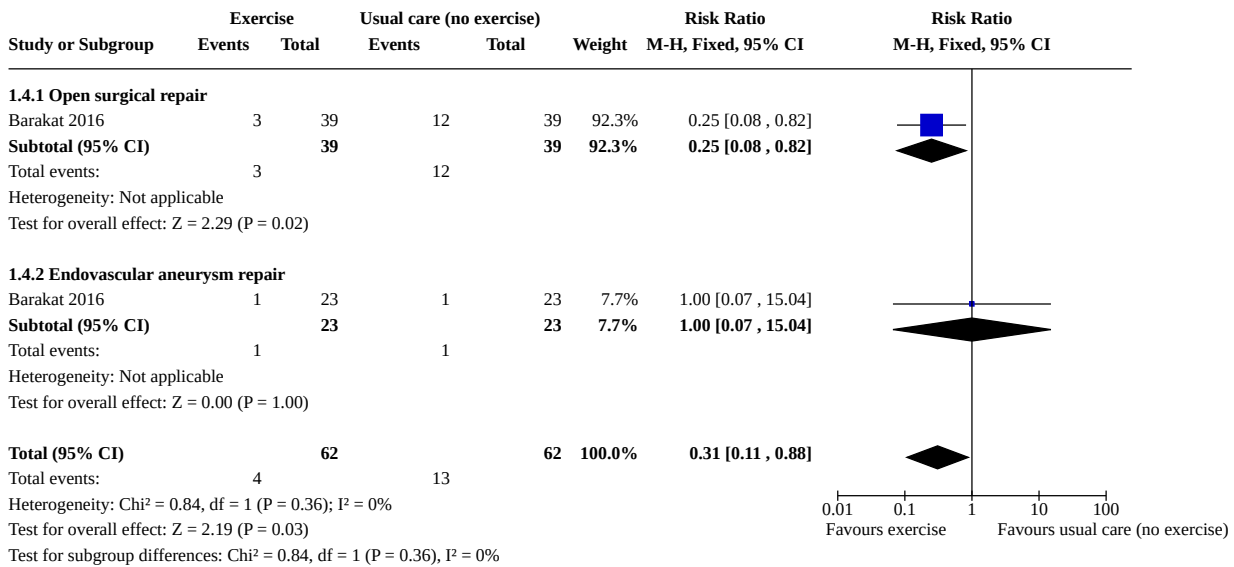 Exercise Usual care (no exercise) Risk Ratio Risk Ratio
Study or Subgroup Events Total Events Total Weight M-H, Fixed, 95% CI M-H, Fixed, 95% CI
1.4.1 Open surgical repair
Barakat 2016 3 39 12 39 92.3% 0.25 [0.08 , 0.82]
Subtotal (95% CI) 39 39 92.3% 0.25 [0.08 , 0.82]
Total events: 3 12
Heterogeneity: Not applicable
Test for overall effect: Z = 2.29 (P = 0.02)
1.4.2 Endovascular aneurysm repair
Barakat 2016 1 23 1 23 7.7% 1.00 [0.07 , 15.04]
Subtotal (95% CI) 23 23 7.7% 1.00 [0.07 , 15.04]
Total events: 1 1
Heterogeneity: Not applicable
Test for overall effect: Z = 0.00 (P = 1.00)
Total (95% CI) 62 62 100.0% 0.31 [0.11 , 0.88]
Total events: 4 13
Heterogeneity: Chi² = 0.84, df = 1 (P = 0.36); I² = 0%
0.01 0.1 1 10 100
Test for overall effect: Z = 2.19 (P = 0.03)
Favours exercise Favours usual care (no exercise)
Test for subgroup differences: Chi² = 0.84, df = 1 (P = 0.36), I² = 0%